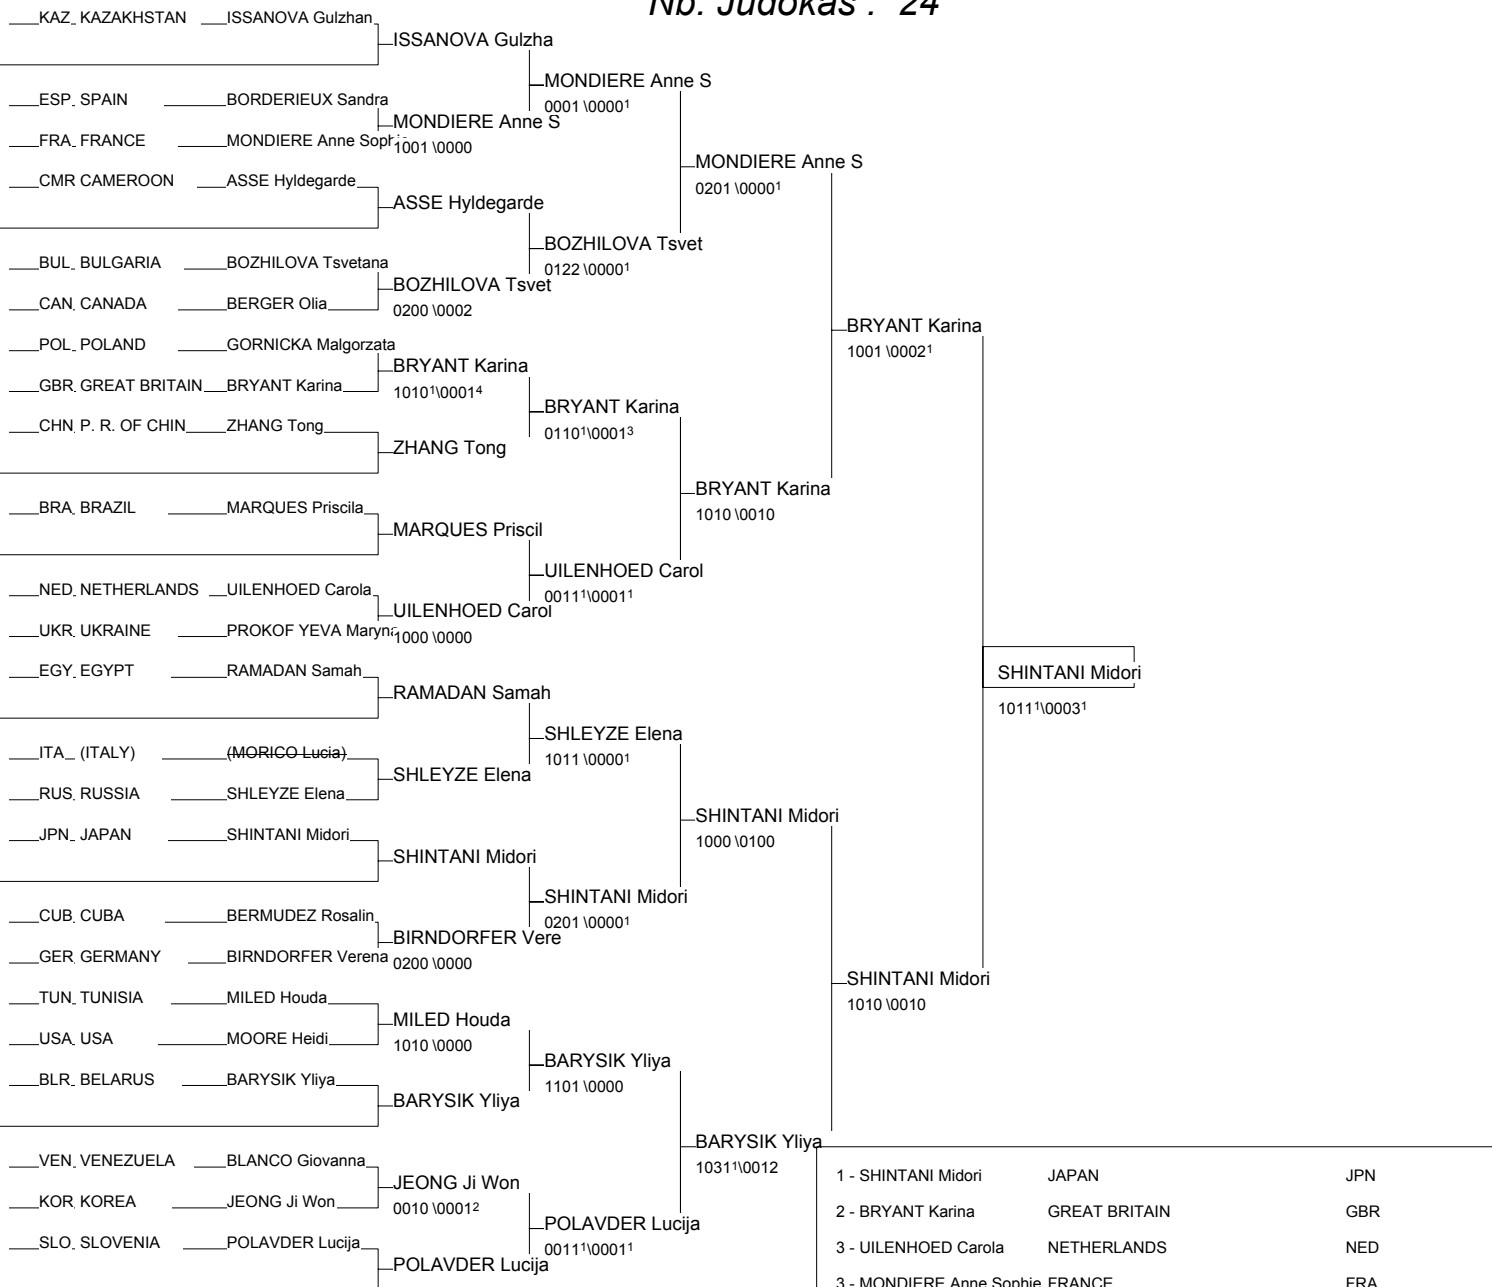 Nb. Judokas : 24
KAZ KAZAKHSTAN ISSANOVA Gulzhan
ISSANOVA Gulzha
MONDIERE Anne S
0001 \0000¹
ESP SPAIN BORDERIEUX Sandra
MONDIERE Anne S
1001 \0000
FRA FRANCE MONDIERE Anne Sophie
MONDIERE Anne S
0201 \0000¹
CMR CAMEROON ASSE Hyldegarde
ASSE Hyldegarde
BOZHILOVA Tsvet
0122 \0000¹
BUL BULGARIA BOZHILOVA Tsvetana
BOZHILOVA Tsvet
0200 \0002
CAN CANADA BERGER Olia
BRYANT Karina
1001 \0002¹
POL POLAND GORNICKA Malgorzata
BRYANT Karina
1010¹\0001⁴
GBR GREAT BRITAIN BRYANT Karina
BRYANT Karina
0110¹\0001³
CHN P. R. OF CHIN ZHANG Tong
ZHANG Tong
BRYANT Karina
1010 \0010
BRA BRAZIL MARQUES Priscila
MARQUES Priscil
UILENHOED Carol
0011¹\0001¹
NED NETHERLANDS UILENHOED Carola
UILENHOED Carol
1000 \0000
UKR UKRAINE PROKOF YEVA Maryna
EGY EGYPT RAMADAN Samah
SHINTANI Midori
1011¹\0003¹
RAMADAN Samah
SHLEYZE Elena
1011 \0000¹
ITA (ITALY) (MORICO Lucia)
SHLEYZE Elena
RUS RUSSIA SHLEYZE Elena
SHINTANI Midori
1000 \0100
JPN JAPAN SHINTANI Midori
SHINTANI Midori
SHINTANI Midori
0201 \0000¹
CUB CUBA BERMUDEZ Rosalin
BIRNDORFER Vere
0200 \0000
GER GERMANY BIRNDORFER Verena
SHINTANI Midori
1010 \0010
TUN TUNISIA MILED Houda
MILED Houda
1010 \0000
USA USA MOORE Heidi
BARYSIK Yliya
1101 \0000
BLR BELARUS BARYSIK Yliya
BARYSIK Yliya
BARYSIK Yliya
1031¹\0012
VEN VENEZUELA BLANCO Giovanna
JEONG Ji Won
0010 \0001²
KOR KOREA JEONG Ji Won
POLAVDER Lucija
0011¹\0001¹
SLO SLOVENIA POLAVDER Lucija
POLAVDER Lucija
1 - SHINTANI Midori JAPAN JPN
2 - BRYANT Karina GREAT BRITAIN GBR
3 - UILENHOED Carola NETHERLANDS NED
3 - MONDIERE Anne Sophie FRANCE FRA